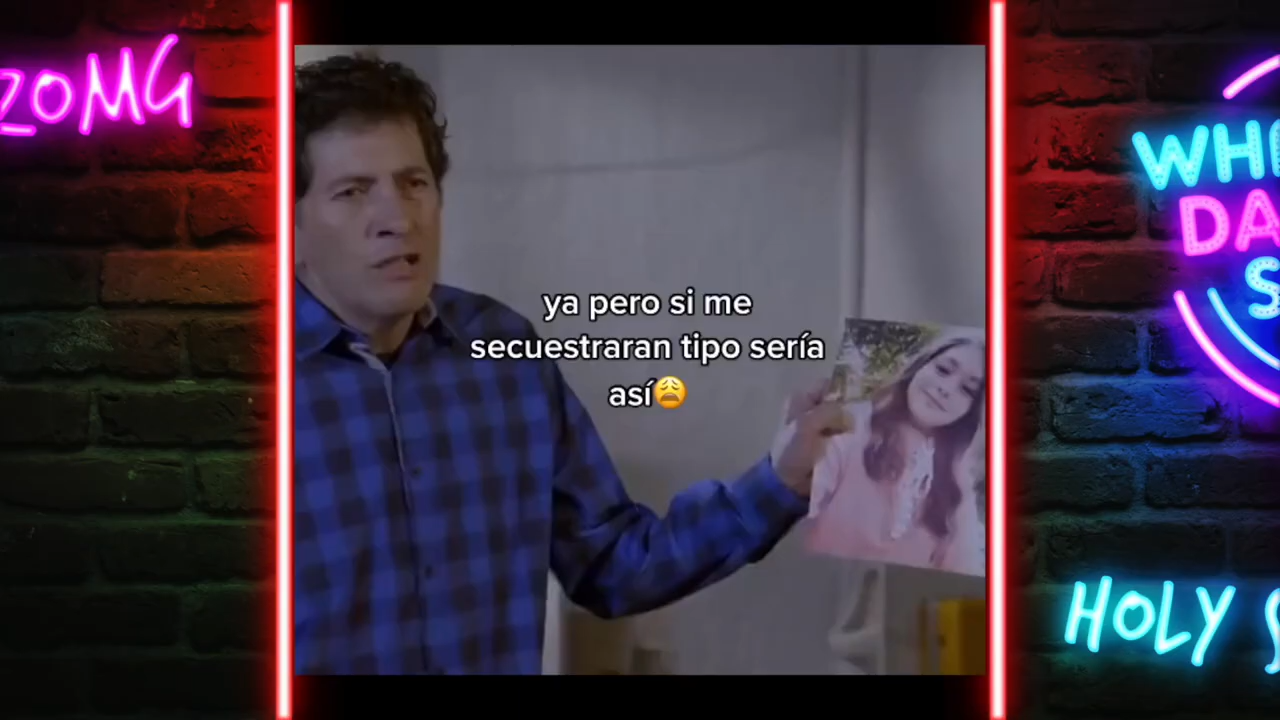 ZOMG
ya pero si me
secuestraran tipo sería
así😩
HOLY